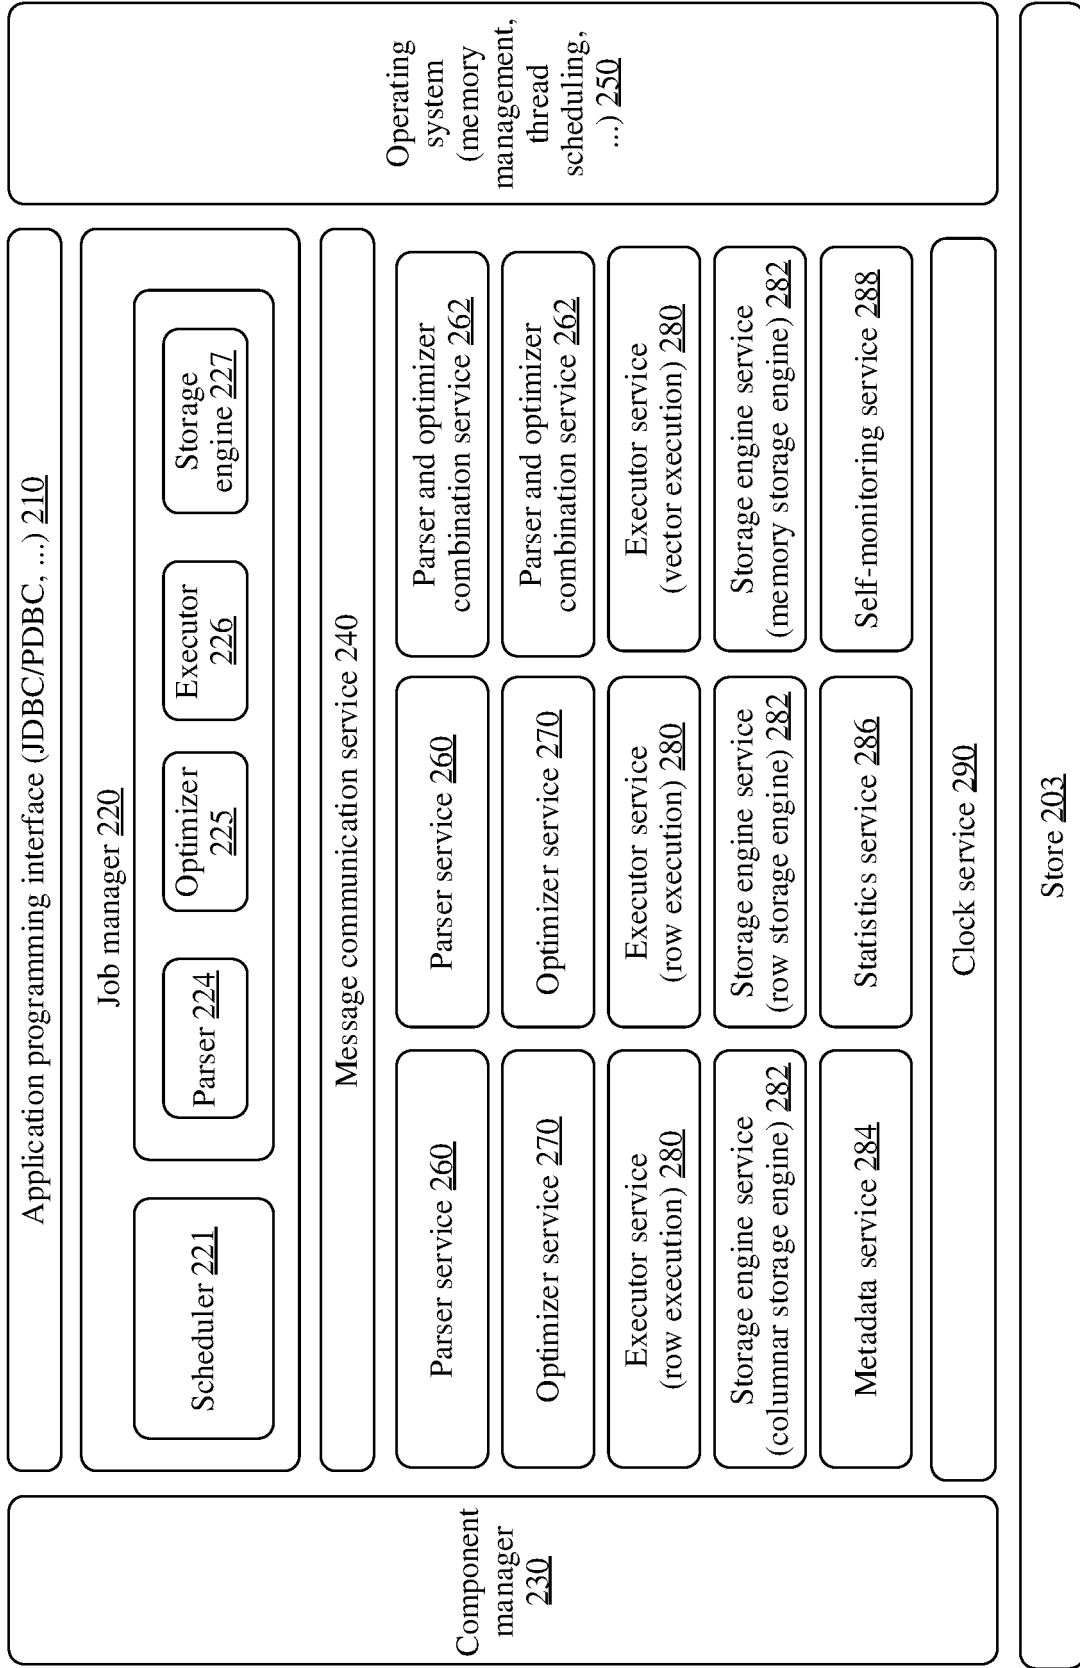 Application programming interface (JDBC/PDBC, ...) 210
Component
manager
230
Job manager 220
Scheduler 221
Parser 224
Optimizer
225
Executor
226
Storage
engine 227
Operating
system
(memory
management,
thread
scheduling,
...) 250
Message communication service 240
Parser service 260
Parser service 260
Parser and optimizer
combination service 262
Optimizer service 270
Optimizer service 270
Parser and optimizer
combination service 262
Executor service
(row execution) 280
Executor service
(row execution) 280
Executor service
(vector execution) 280
Storage engine service
(columnar storage engine) 282
Storage engine service
(row storage engine) 282
Storage engine service
(memory storage engine) 282
Metadata service 284
Statistics service 286
Self-monitoring service 288
Clock service 290
Store 203